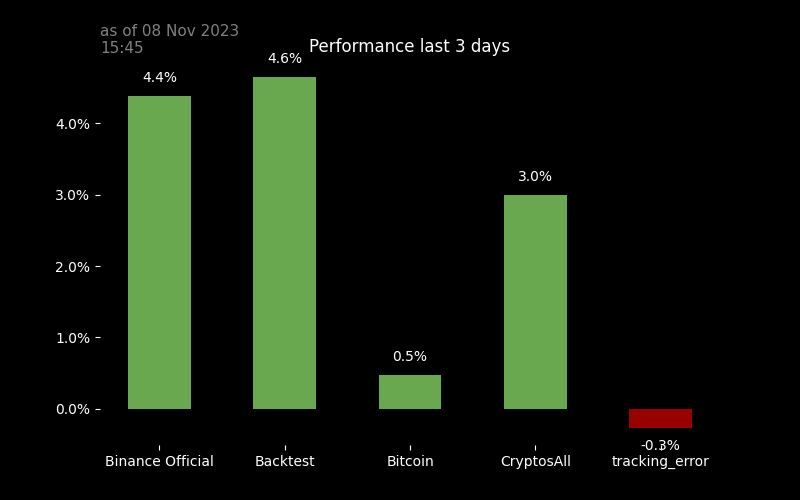 as of 08 Nov 2023
15:45
Performance last 3 days
4.4%
4.6%
0.5%
3.0%
-0.3%
4.0%
3.0%
2.0%
1.0%
0.0%
Binance Official
Backtest
Bitcoin
CryptosAll
tracking_error